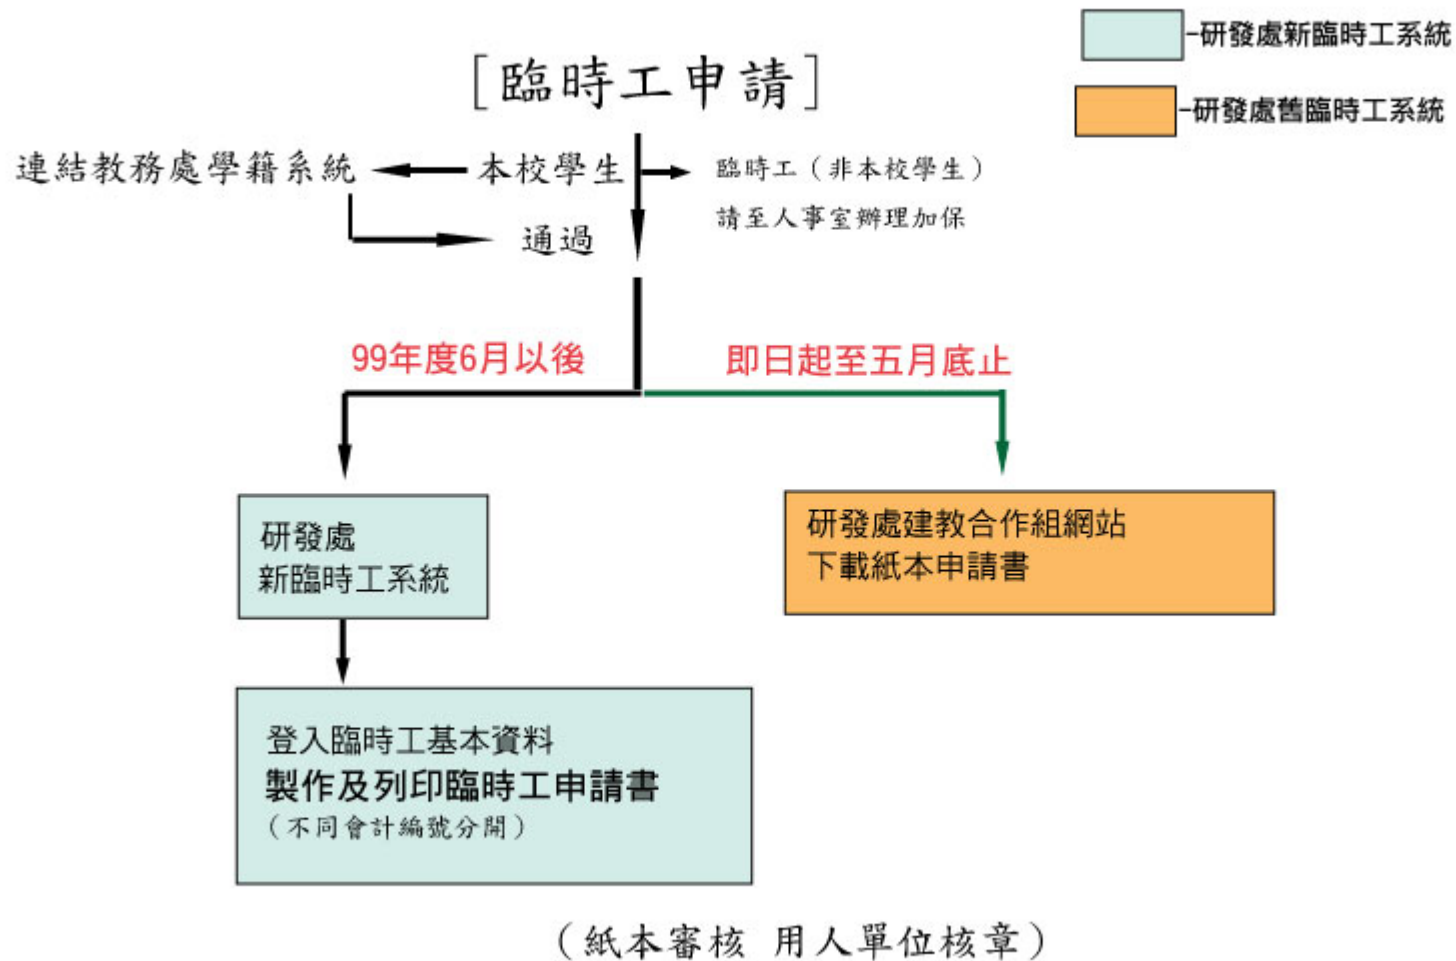 -研發處新臨時工系統
[臨時工申請]
-研發處舊臨時工系統
連結教務處學籍系統
本校學生
臨時工（非本校學生）
請至人事室辦理加保
通過
99年度6月以後
即日起至五月底止
研發處
新臨時工系統
研發處建教合作組網站
下載紙本申請書
登入臨時工基本資料
製作及列印臨時工申請書
（不同會計編號分開）
（紙本審核 用人單位核章）